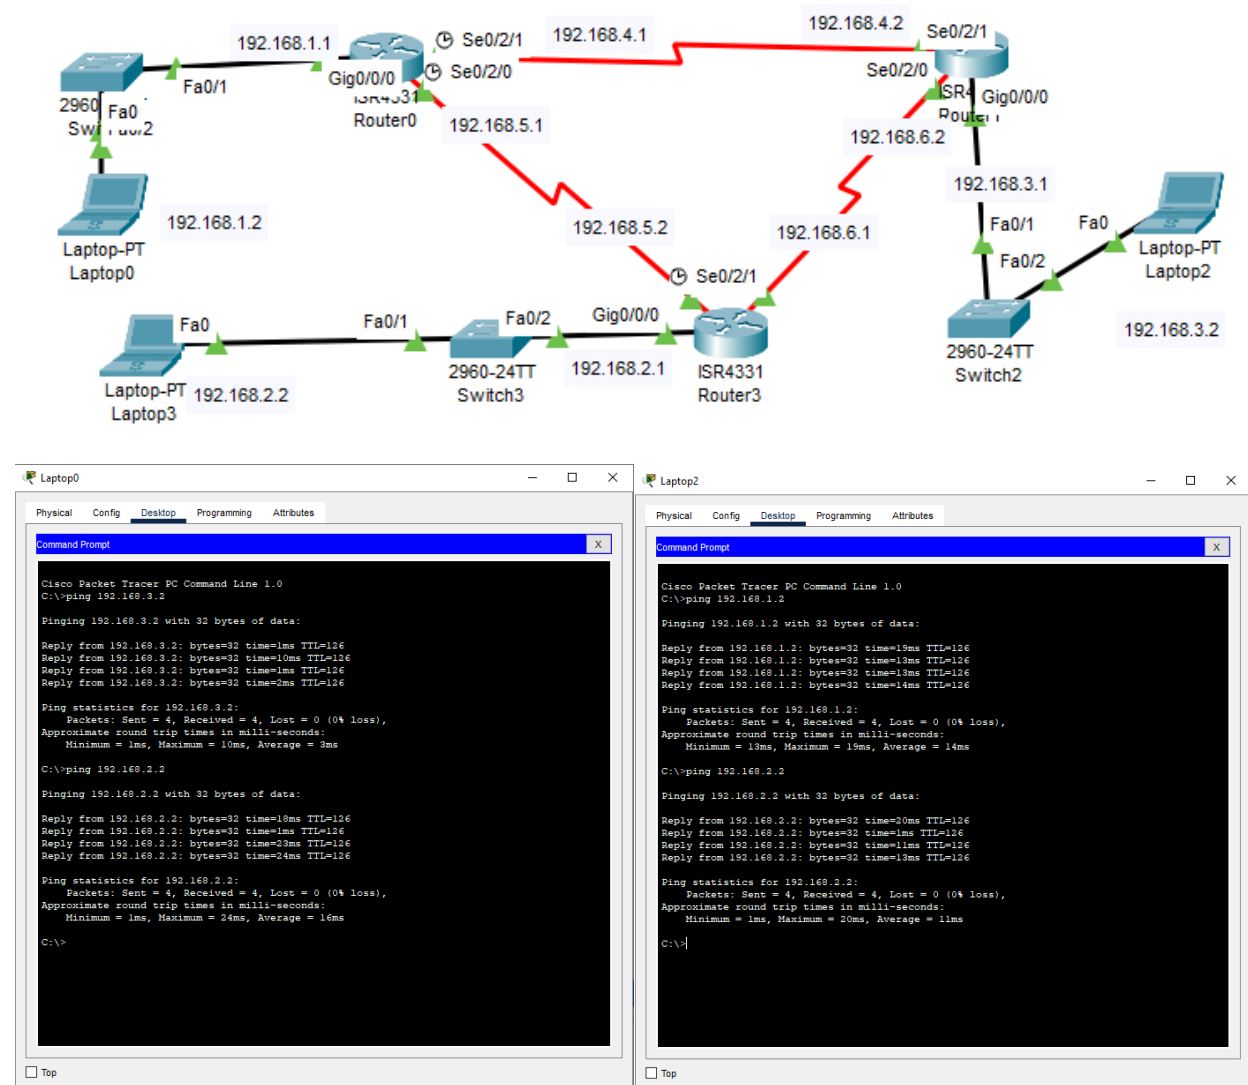 192.168.1.1
Se0/2/1
192.168.4.1
192.168.4.2
Se0/2/1
Fa0/1
Gig0/0/0
Se0/2/0
Se0/2/0
2960
Fa0
ISR4331
Router0
192.168.5.1
Gig0/0/0
192.168.6.2
192.168.3.1
192.168.1.2
192.168.5.2
192.168.6.1
Fa0/1
Fa0
Laptop-PT
Laptop0
Laptop-PT
Laptop2
Fa0/2
Se0/2/1
Fa0
Fa0/1
Fa0/2
Gig0/0/0
192.168.3.2
2960-24TT
Switch2
2960-24TT
Switch3
192.168.2.1
ISR4331
Router3
Laptop-PT
Laptop3
192.168.2.2
Laptop0
Physical Config Desktop Programming Attributes
Command Prompt X
Cisco Packet Tracer PC Command Line 1.0
C:\>ping 192.168.3.2
Pinging 192.168.3.2 with 32 bytes of data:
Reply from 192.168.3.2: bytes=32 time=1ms TTL=126
Reply from 192.168.3.2: bytes=32 time=10ms TTL=126
Reply from 192.168.3.2: bytes=32 time=1ms TTL=126
Reply from 192.168.3.2: bytes=32 time=2ms TTL=126
Ping statistics for 192.168.3.2:
Packets: Sent = 4, Received = 4, Lost = 0 (0% loss),
Approximate round trip times in milli-seconds:
Minimum = 1ms, Maximum = 10ms, Average = 3ms
C:\>ping 192.168.2.2
Pinging 192.168.2.2 with 32 bytes of data:
Reply from 192.168.2.2: bytes=32 time=18ms TTL=126
Reply from 192.168.2.2: bytes=32 time=1ms TTL=126
Reply from 192.168.2.2: bytes=32 time=23ms TTL=126
Reply from 192.168.2.2: bytes=32 time=24ms TTL=126
Ping statistics for 192.168.2.2:
Packets: Sent = 4, Received = 4, Lost = 0 (0% loss),
Approximate round trip times in milli-seconds:
Minimum = 1ms, Maximum = 24ms, Average = 16ms
C:\>
Top
Laptop2
Physical Config Desktop Programming Attributes
Command Prompt X
Cisco Packet Tracer PC Command Line 1.0
C:\>ping 192.168.1.2
Pinging 192.168.1.2 with 32 bytes of data:
Reply from 192.168.1.2: bytes=32 time=19ms TTL=126
Reply from 192.168.1.2: bytes=32 time=13ms TTL=126
Reply from 192.168.1.2: bytes=32 time=13ms TTL=126
Reply from 192.168.1.2: bytes=32 time=14ms TTL=126
Ping statistics for 192.168.1.2:
Packets: Sent = 4, Received = 4, Lost = 0 (0% loss),
Approximate round trip times in milli-seconds:
Minimum = 13ms, Maximum = 19ms, Average = 14ms
C:\>ping 192.168.2.2
Pinging 192.168.2.2 with 32 bytes of data:
Reply from 192.168.2.2: bytes=32 time=20ms TTL=126
Reply from 192.168.2.2: bytes=32 time=1ms TTL=126
Reply from 192.168.2.2: bytes=32 time=11ms TTL=126
Reply from 192.168.2.2: bytes=32 time=13ms TTL=126
Ping statistics for 192.168.2.2:
Packets: Sent = 4, Received = 4, Lost = 0 (0% loss),
Approximate round trip times in milli-seconds:
Minimum = 1ms, Maximum = 20ms, Average = 11ms
C:\>
Top